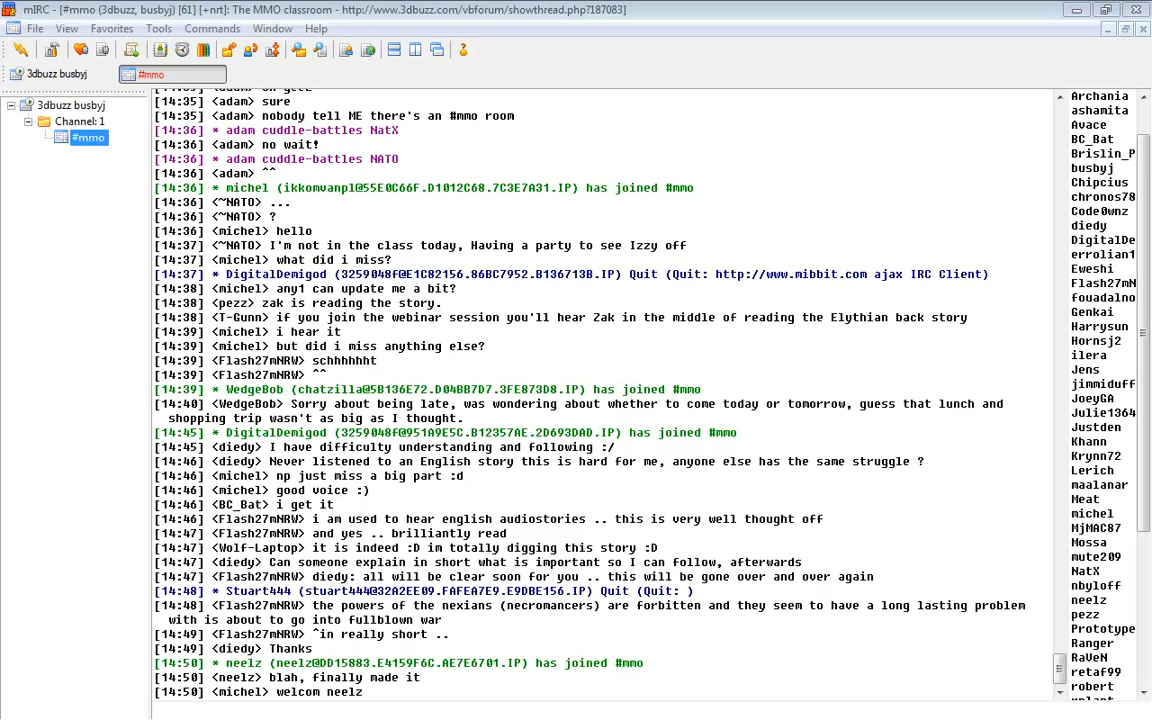 mIRC - [#mmo (3dbuzz, busbyj) [61] [+nrt]: The MMO classroom - http://www.3dbuzz.com/vbforum/showthread.php?187083]
File View Favorites Tools Commands Window Help
3dbuzz busbyj #mmo
3dbuzz busbyj
Channel: 1
#mmo
[14:35] <adam> sure
[14:35] <adam> nobody tell ME there's an #mmo room
[14:36] * adam cuddle-battles NatX
[14:36] <adam> no wait!
[14:36] * adam cuddle-battles NATO
[14:36] <adam> ^^
[14:36] * michel (ikkomvanpl@55E0C66F.D1012C68.7C3E7A31.IP) has joined #mmo
[14:36] <~NATO> ...
[14:36] <~NATO> ?
[14:36] <michel> hello
[14:37] <~NATO> I'm not in the class today, Having a party to see Izzy off
[14:37] <michel> what did i miss?
[14:37] * DigitalDemigod (3259048f@E1C82156.86BC7952.B136713B.IP) Quit (Quit: http://www.mibbit.com ajax IRC Client)
[14:38] <michel> any1 can update me a bit?
[14:38] <pezz> zak is reading the story.
[14:38] <T-Gunn> if you join the webinar session you'll hear Zak in the middle of reading the Elythian back story
[14:39] <michel> i hear it
[14:39] <michel> but did i miss anything else?
[14:39] <Flash27mNRW> schhhhhht
[14:39] <Flash27mNRW> ^^
[14:39] * WedgeBob (chatzilla@5B136E72.D04BB7D7.3FE873D8.IP) has joined #mmo
[14:40] <WedgeBob> Sorry about being late, was wondering about whether to come today or tomorrow, guess that lunch and
shopping trip wasn't as big as I thought.
[14:45] * DigitalDemigod (3259048f@951A9E5C.B12357AE.2D693DAD.IP) has joined #mmo
[14:45] <diedy> I have difficulty understanding and following :/
[14:46] <diedy> Never listened to an English story this is hard for me, anyone else has the same struggle ?
[14:46] <michel> np just miss a big part :d
[14:46] <michel> good voice :)
[14:46] <BC_Bat> i get it
[14:46] <Flash27mNRW> i am used to hear english audiostories .. this is very well thought off
[14:47] <Flash27mNRW> and yes .. brilliantly read
[14:47] <Wolf-Laptop> it is indeed :D im totally digging this story :D
[14:47] <diedy> Can someone explain in short what is important so I can follow, afterwards
[14:47] <Flash27mNRW> diedy: all will be clear soon for you .. this will be gone over and over again
[14:48] * Stuart444 (stuart444@32A2EE09.FAFEA7E9.E9DBE156.IP) Quit (Quit: )
[14:48] <Flash27mNRW> the powers of the nexians (necromancers) are forbitten and they seem to have a long lasting problem
with is about to go into fullblown war
[14:49] <Flash27mNRW> ^in really short ..
[14:49] <diedy> Thanks
[14:50] * neelz (neelz@DD15883.E4159F6C.AE7E6701.IP) has joined #mmo
[14:50] <neelz> blah, finally made it
[14:50] <michel> welcom neelz
Archania
ashamita
Avace
BC_Bat
Brislin_P
busbyj
Chipcius
chronos78
Code0wnz
diedy
DigitalDe
errolian1
Eweshi
Flash27mN
fouadalno
Genkai
Harrysun
Hornsj2
ilera
Jens
jimmiduff
JoeyGA
Julie1364
Justden
Khann
Krynn72
Lerich
maalanar
Meat
michel
MjMAC87
Mossa
mute209
NatX
nbyloff
neelz
pezz
Prototype
Ranger
RaVeN
retaf99
robert